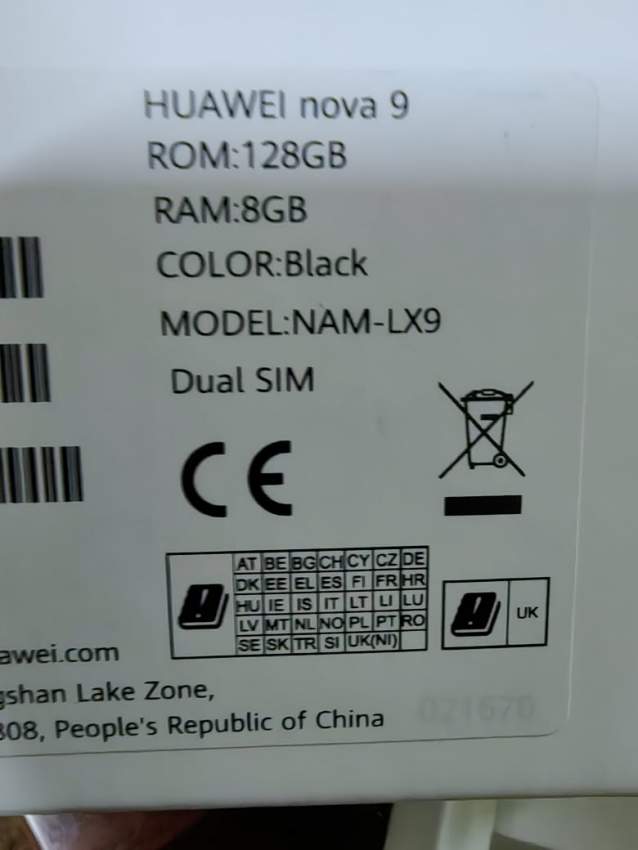 HUAWEI nova 9
ROM:128GB
RAM:8GB
COLOR:Black
MODEL:NAM-LX9
Dual SIM
CE
AT BE BG CH CY CZ DE
DK EE EL ES FI FR HR
HU IE IS IT LT LI LU
LV MT NL NO PL PT RO
SE SK TR SI UK(NI)
UK
awei.com
gshan Lake Zone,
808, People's Republic of China
021670